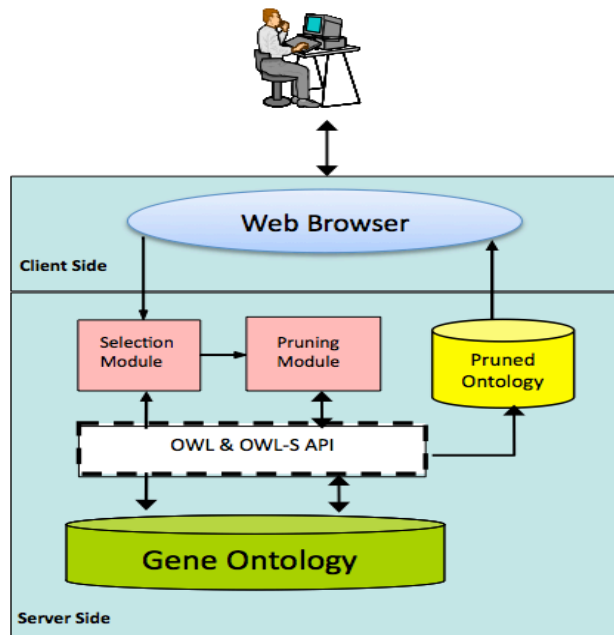 Web Browser
Client Side
Selection
Module
Pruning
Module
Pruned
Ontology
OWL & OWL-S API
Gene Ontology
Server Side